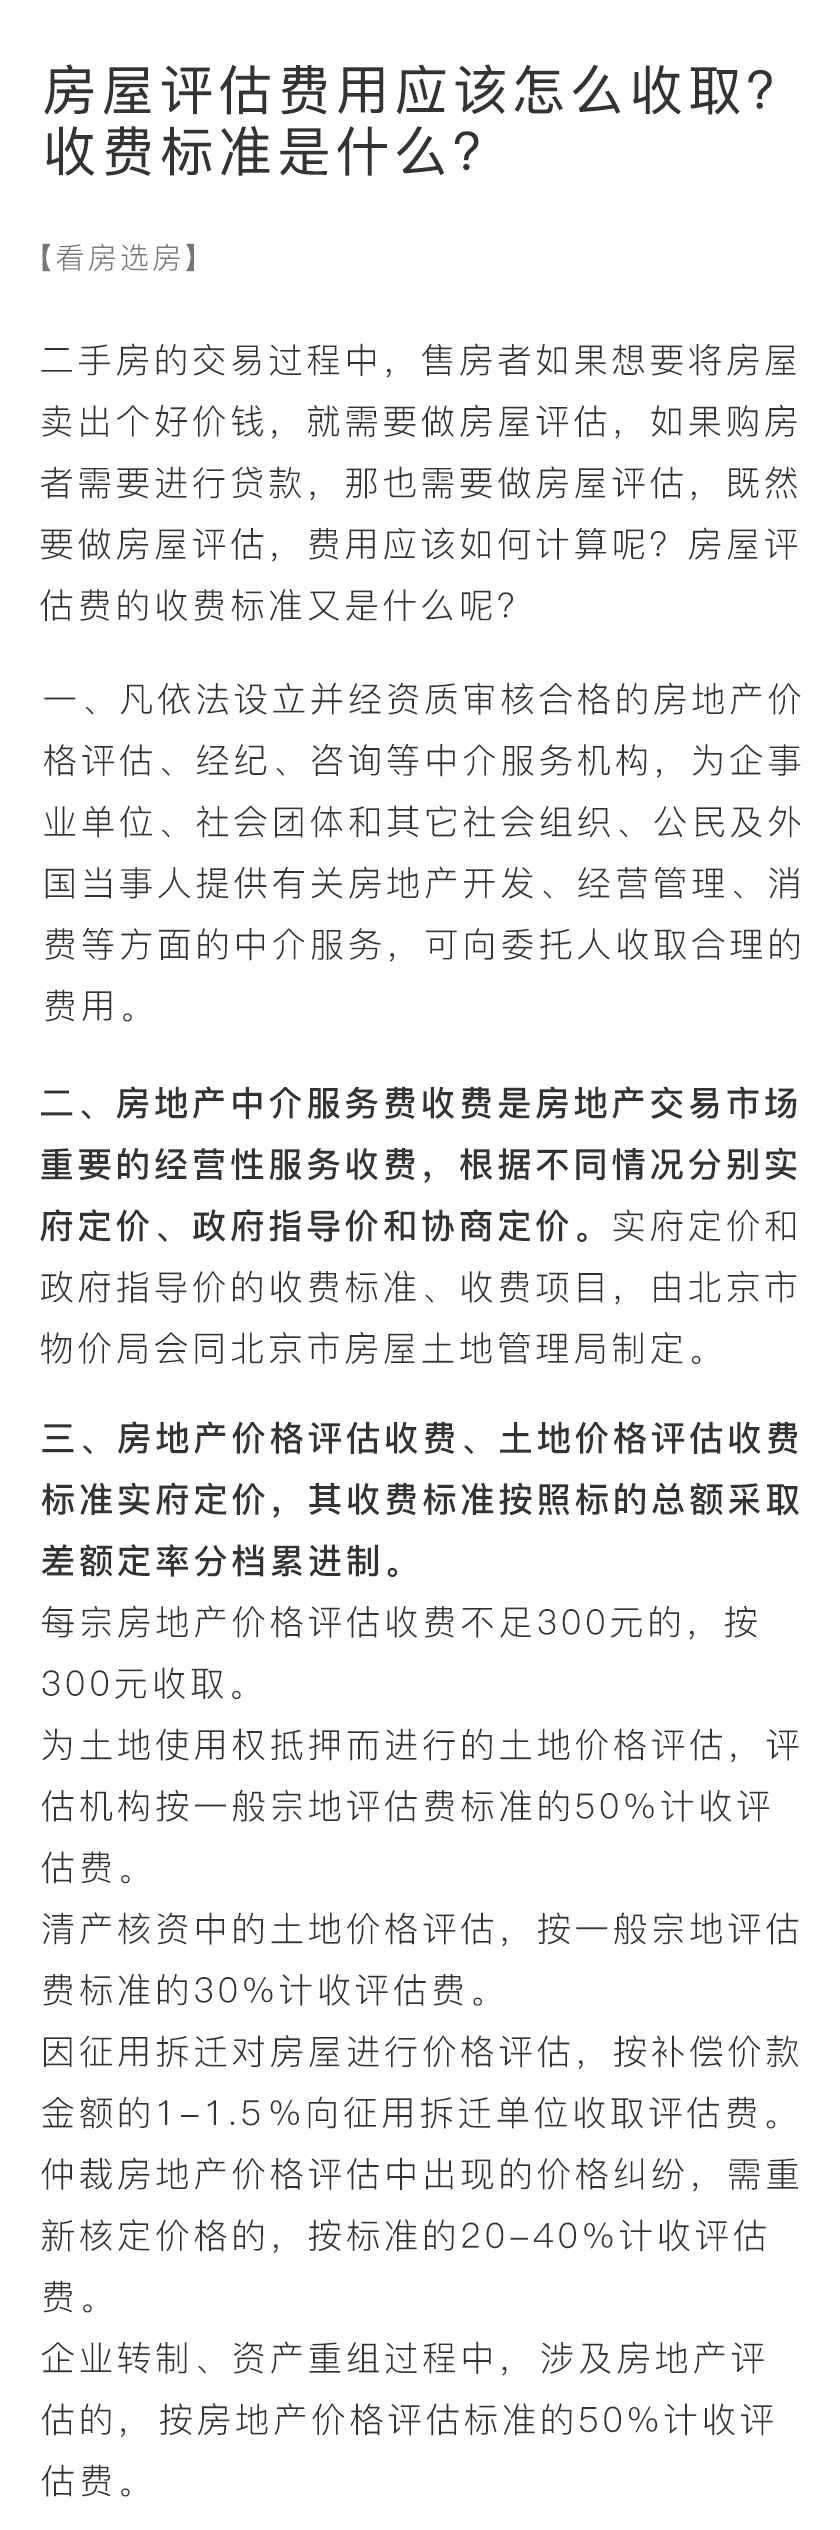 房屋评估费用应该怎么收取?
收费标准是什么?
【看房选房】
二手房的交易过程中，售房者如果想要将房屋
卖出个好价钱，就需要做房屋评估，如果购房
者需要进行贷款，那也需要做房屋评估，既然
要做房屋评估，费用应该如何计算呢？房屋评
估费的收费标准又是什么呢？
一、凡依法设立并经资质审核合格的房地产价
格评估、经纪、咨询等中介服务机构，为企事
业单位、社会团体和其它社会组织、公民及外
国当事人提供有关房地产开发、经营管理、消
费等方面的中介服务，可向委托人收取合理的
费用。
二、房地产中介服务费收费是房地产交易市场
重要的经营性服务收费，根据不同情况分别实
府定价、政府指导价和协商定价。实府定价和
政府指导价的收费标准、收费项目，由北京市
物价局会同北京市房屋土地管理局制定。
三、房地产价格评估收费、土地价格评估收费
标准实府定价，其收费标准按照标的总额采取
差额定率分档累进制。
每宗房地产价格评估收费不足300元的，按
300元收取。
为土地使用权抵押而进行的土地价格评估，评
估机构按一般宗地评估费标准的50%计收评
估费。
清产核资中的土地价格评估，按一般宗地评估
费标准的30%计收评估费。
因征用拆迁对房屋进行价格评估，按补偿价款
金额的1-1.5%向征用拆迁单位收取评估费。
仲裁房地产价格评估中出现的价格纠纷，需重
新核定价格的，按标准的20-40%计收评估
费。
企业转制、资产重组过程中，涉及房地产评
估的，按房地产价格评估标准的50%计收评
估费。